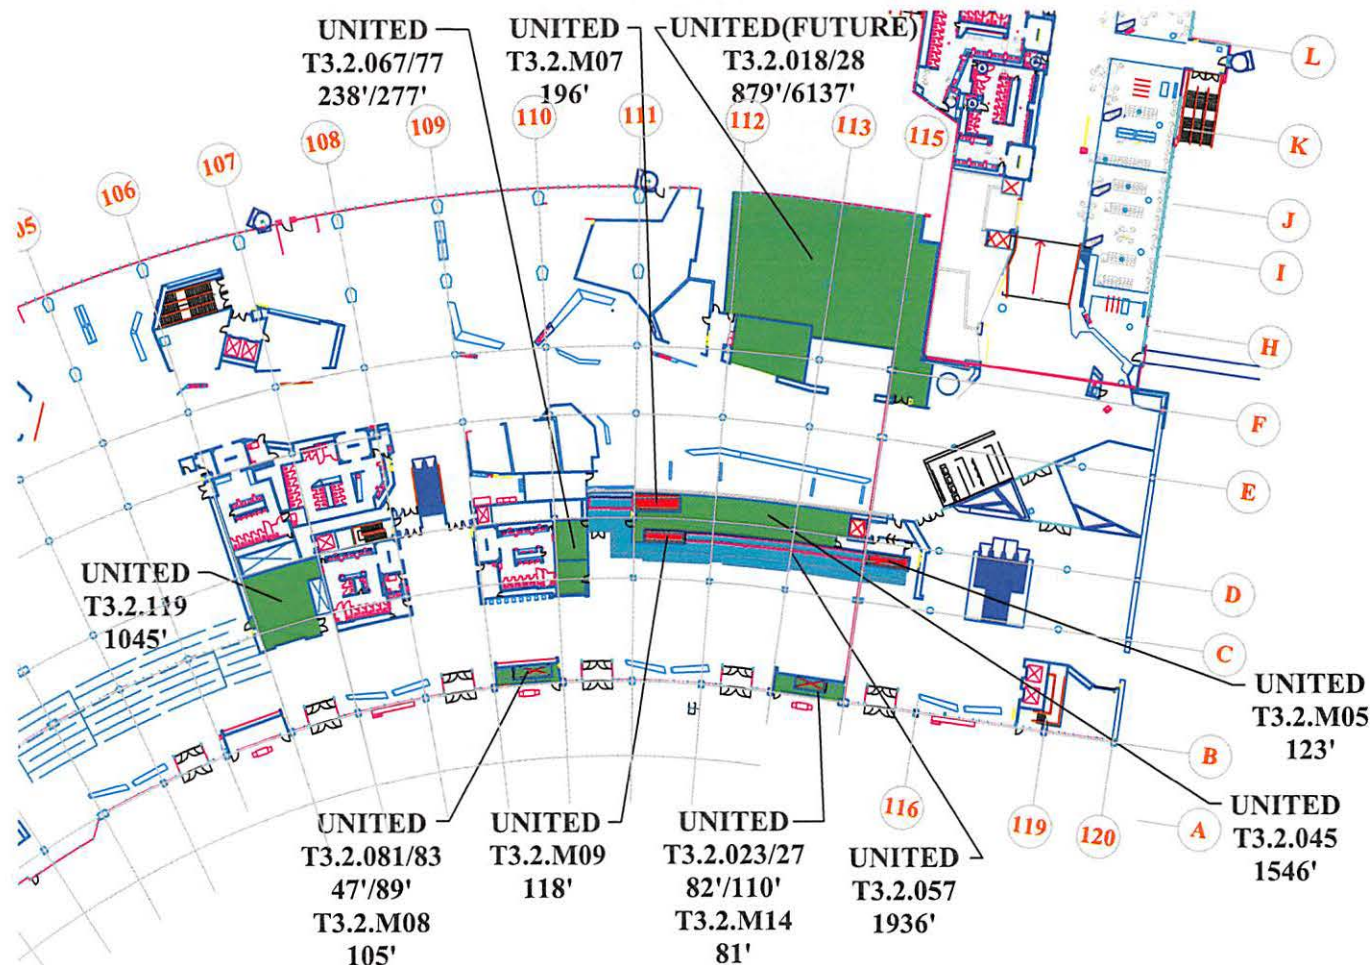 UNITED
T3.2.067/77
238'/277'
UNITED
T3.2.M07
196'
UNITED(FUTURE)
T3.2.018/28
879'/6137'
106
107
108
109
110
111
112
113
115
L
K
J
I
H
F
E
D
C
B
A
UNITED
T3.2.119
1045'
UNITED
T3.2.M05
123'
UNITED
T3.2.045
1546'
116
119
120
UNITED
T3.2.081/83
47'/89'
T3.2.M08
105'
UNITED
T3.2.M09
118'
UNITED
T3.2.023/27
82'/110'
T3.2.M14
81'
UNITED
T3.2.057
1936'